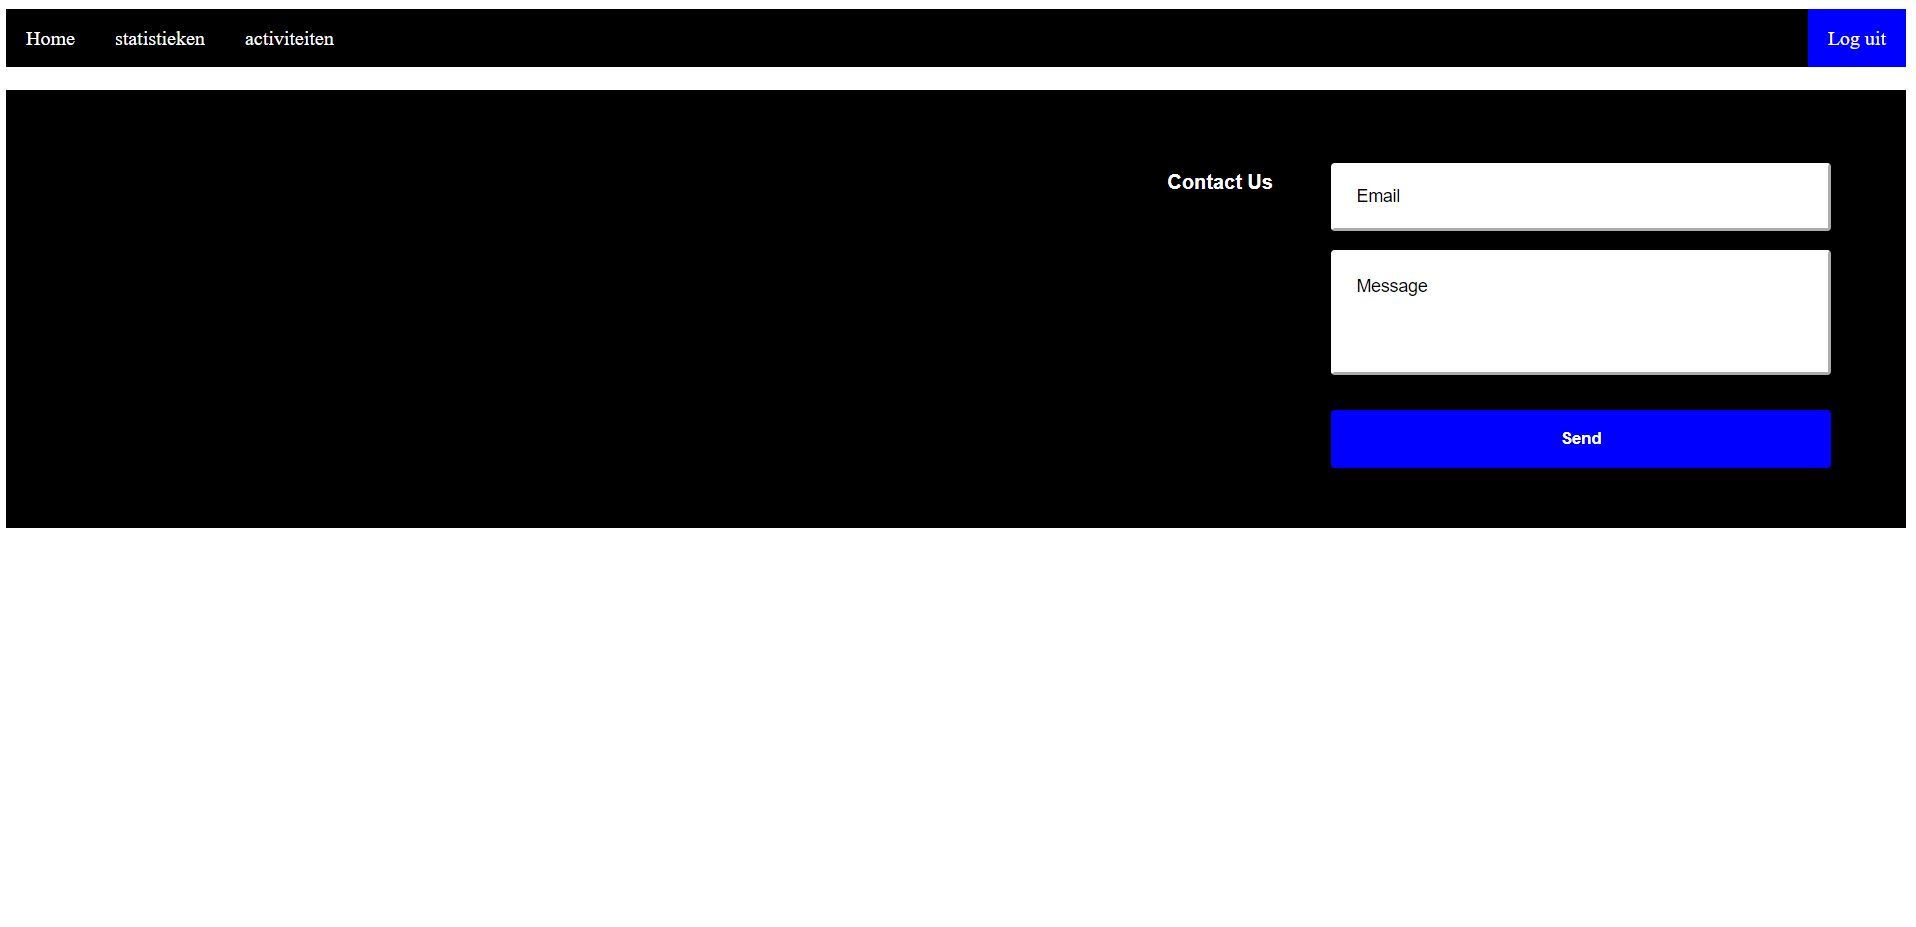 Home statistieken activiteiten Log uit
Contact Us
Email
Message
Send